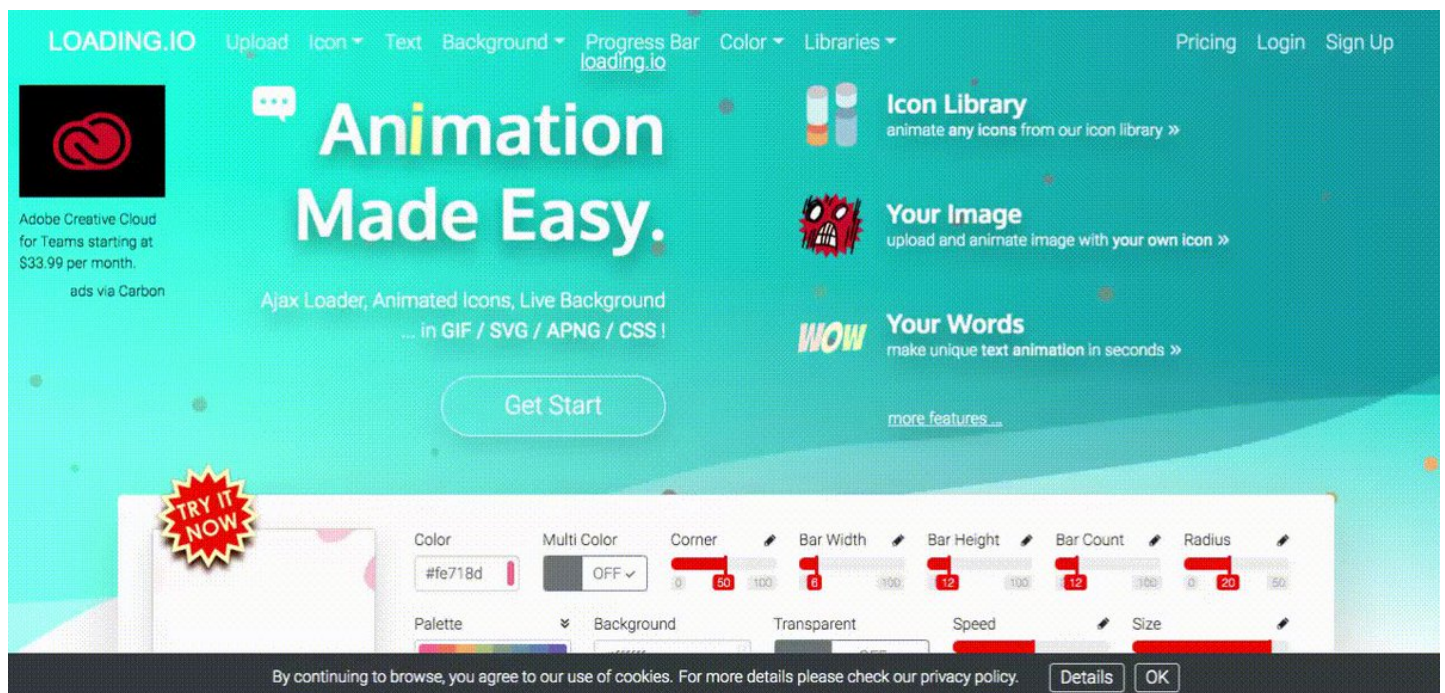 LOADING.IO Upload Icon Text Background Progress Bar Color Libraries Pricing Login Sign Up
loading.io
Adobe Creative Cloud
for Teams starting at
$33.99 per month.
ads via Carbon
Animation
Made Easy.
Ajax Loader, Animated Icons, Live Background
... in GIF / SVG / APNG / CSS !
Get Start
Icon Library
animate any icons from our icon library »
Your Image
upload and animate image with your own icon »
WOW
Your Words
make unique text animation in seconds »
more features ...
TRY IT
NOW
Color Multi Color Corner Bar Width Bar Height Bar Count Radius
#fe718d OFF 0 50 100 6 100 12 100 12 100 0 20 50
Palette Background Transparent Speed Size
By continuing to browse, you agree to our use of cookies. For more details please check our privacy policy. Details OK